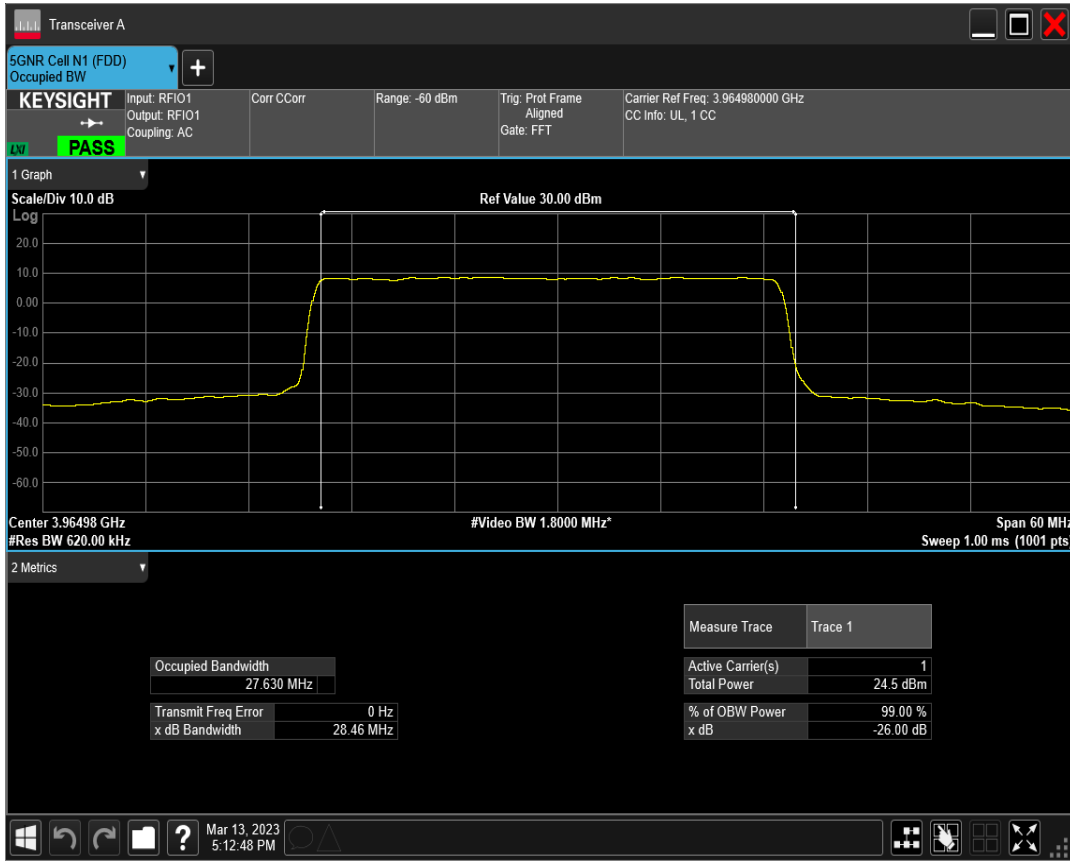 Transceiver A
5GNR Cell N1 (FDD)
Occupied BW
+
KEYSIGHT
LXI
PASS
Input: RFIO1
Output: RFIO1
Coupling: AC
Corr CCorr
Range: -60 dBm
Trig: Prot Frame
Aligned
Gate: FFT
Carrier Ref Freq: 3.964980000 GHz
CC Info: UL, 1 CC
1 Graph
Scale/Div 10.0 dB
Ref Value 30.00 dBm
Log
20.0
10.0
0.00
-10.0
-20.0
-30.0
-40.0
-50.0
-60.0
Center 3.96498 GHz
#Video BW 1.8000 MHz*
Span 60 MHz
#Res BW 620.00 kHz
Sweep 1.00 ms (1001 pts)
2 Metrics
Measure Trace Trace 1
Occupied Bandwidth
27.630 MHz
Active Carrier(s) 1
Total Power 24.5 dBm
Transmit Freq Error 0 Hz
x dB Bandwidth 28.46 MHz
% of OBW Power 99.00 %
x dB -26.00 dB
?
Mar 13, 2023
5:12:48 PM